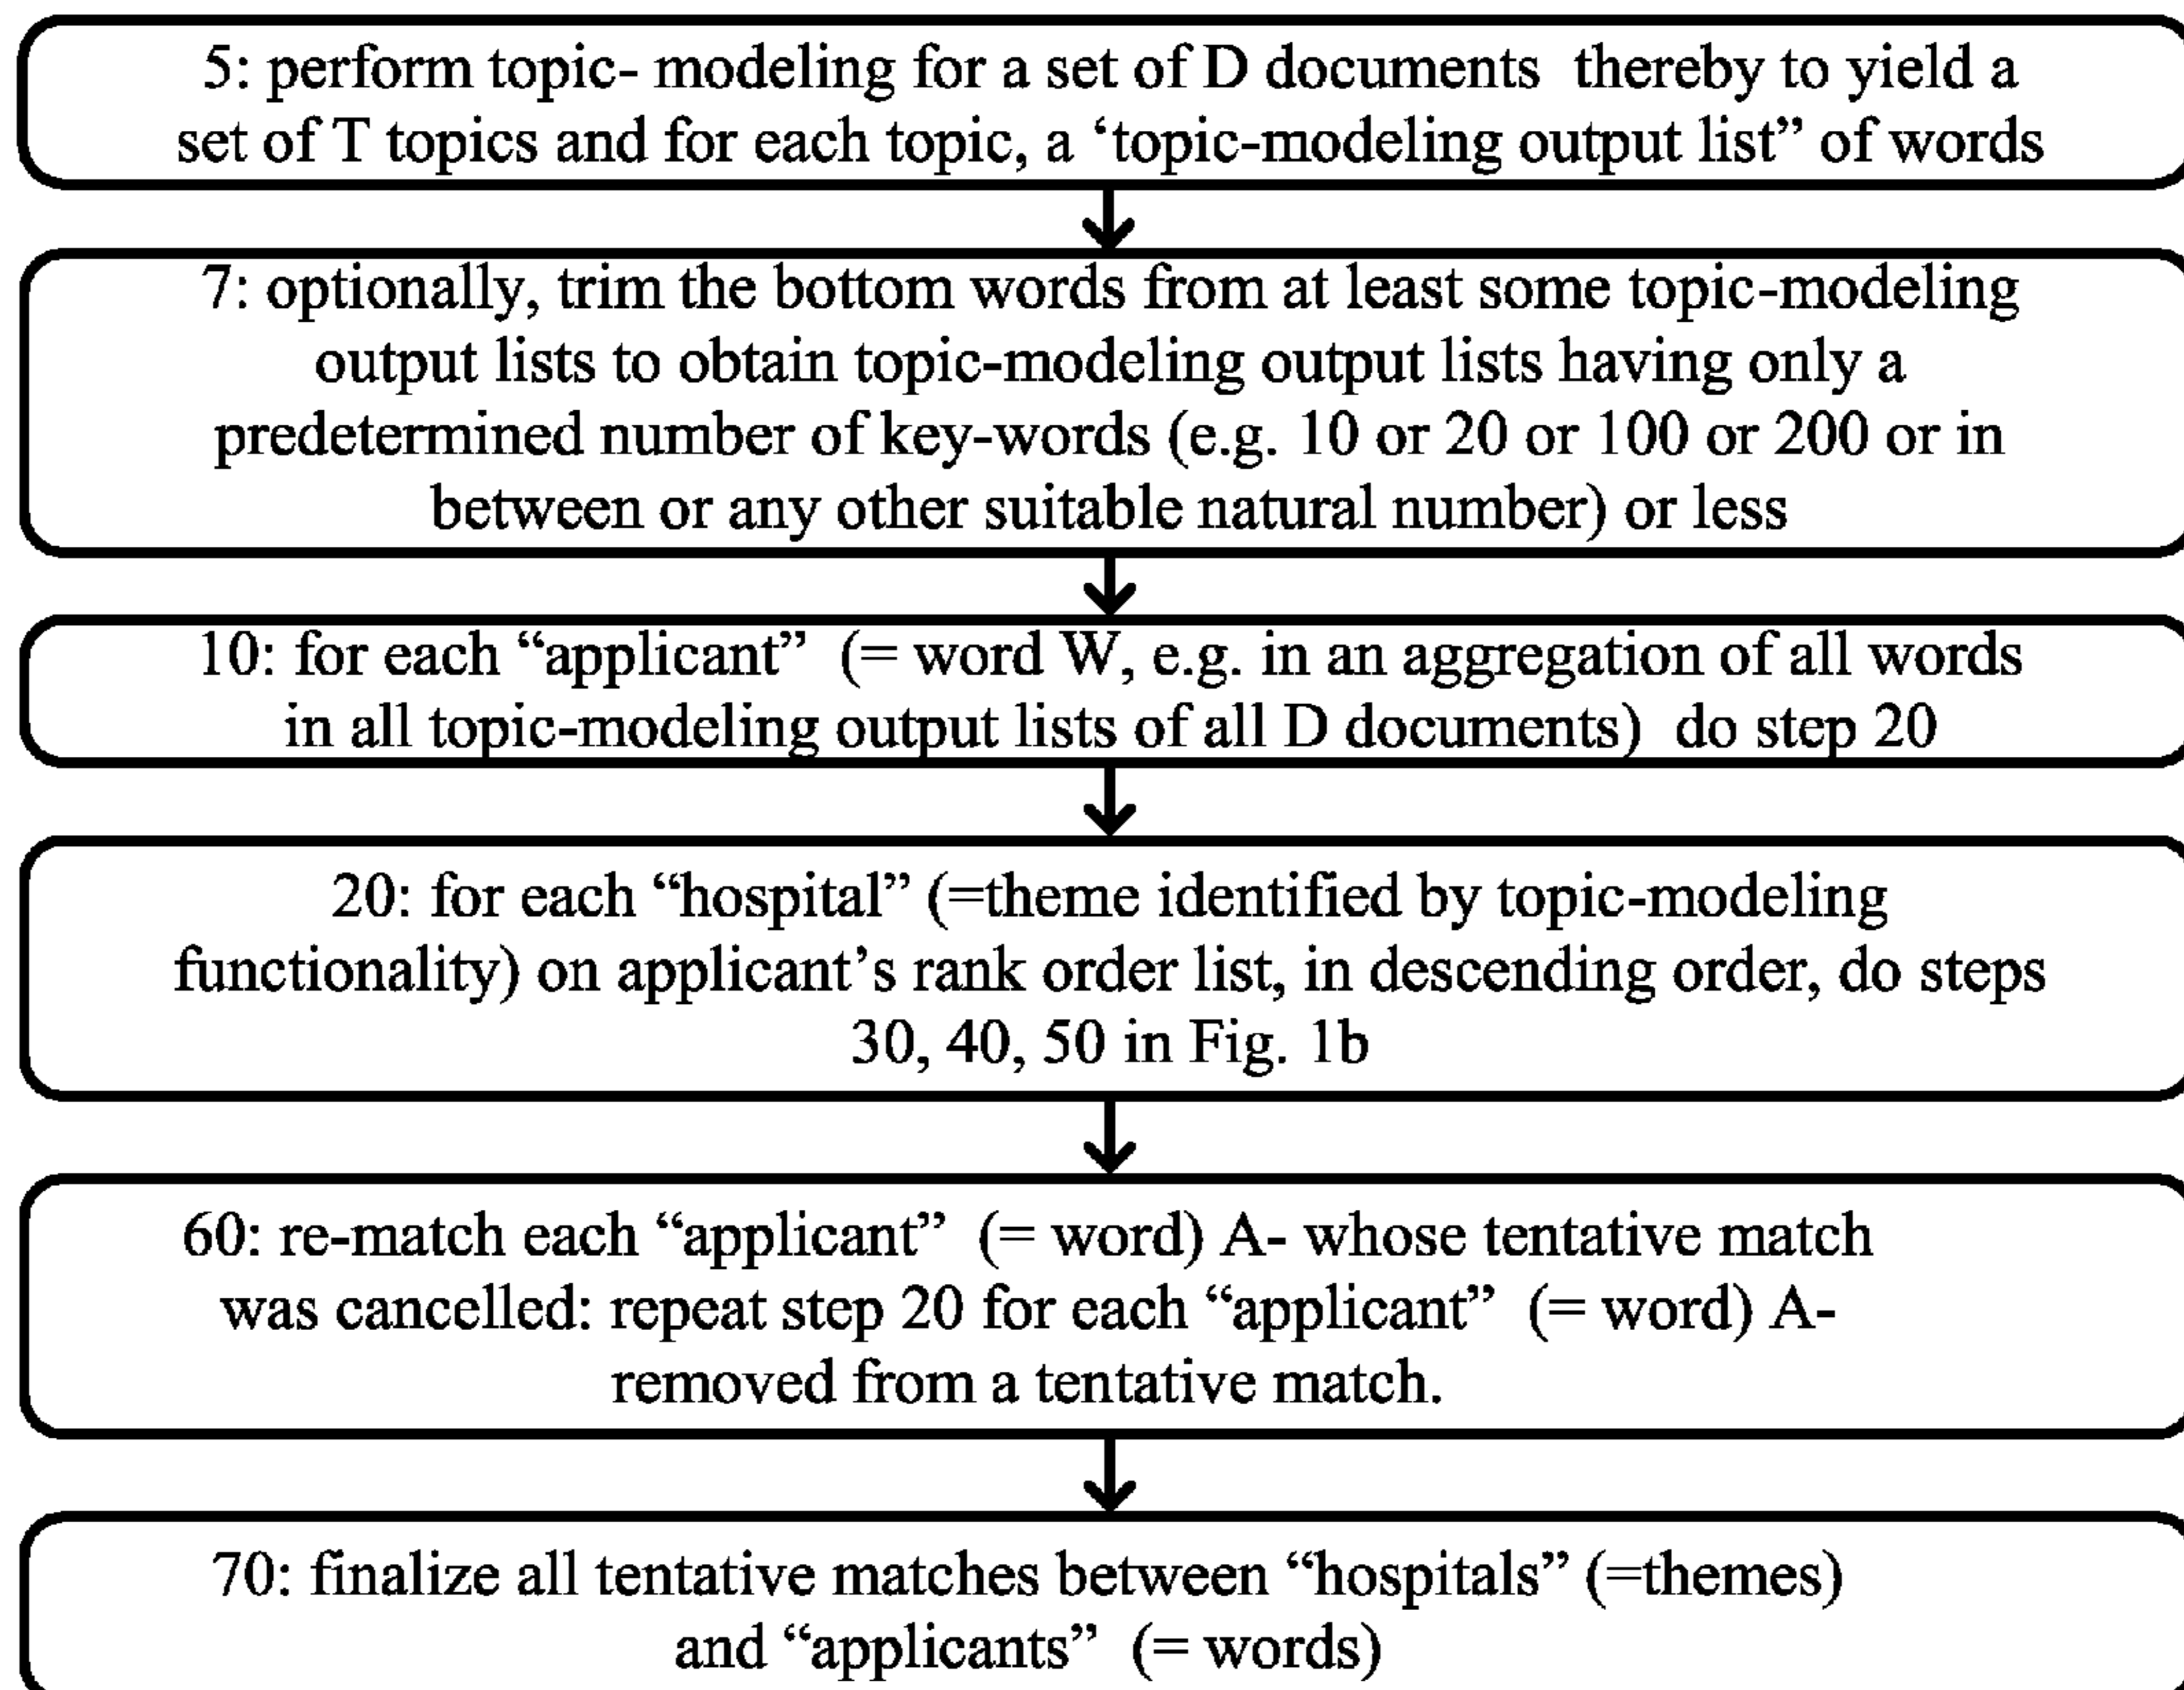 5: perform topic- modeling for a set of D documents thereby to yield a
set of T topics and for each topic, a ‘topic-modeling output list” of words
7: optionally, trim the bottom words from at least some topic-modeling
output lists to obtain topic-modeling output lists having only a
predetermined number of key-words (e.g. 10 or 20 or 100 or 200 or in
between or any other suitable natural number) or less
10: for each “applicant” (= word W, e.g. in an aggregation of all words
in all topic-modeling output lists of all D documents) do step 20
20: for each “hospital” (=theme identified by topic-modeling
functionality) on applicant’s rank order list, in descending order, do steps
30, 40, 50 in Fig. 1b
60: re-match each “applicant” (= word) A- whose tentative match
was cancelled: repeat step 20 for each “applicant” (= word) A-
removed from a tentative match.
70: finalize all tentative matches between “hospitals” (=themes)
and “applicants” (= words)